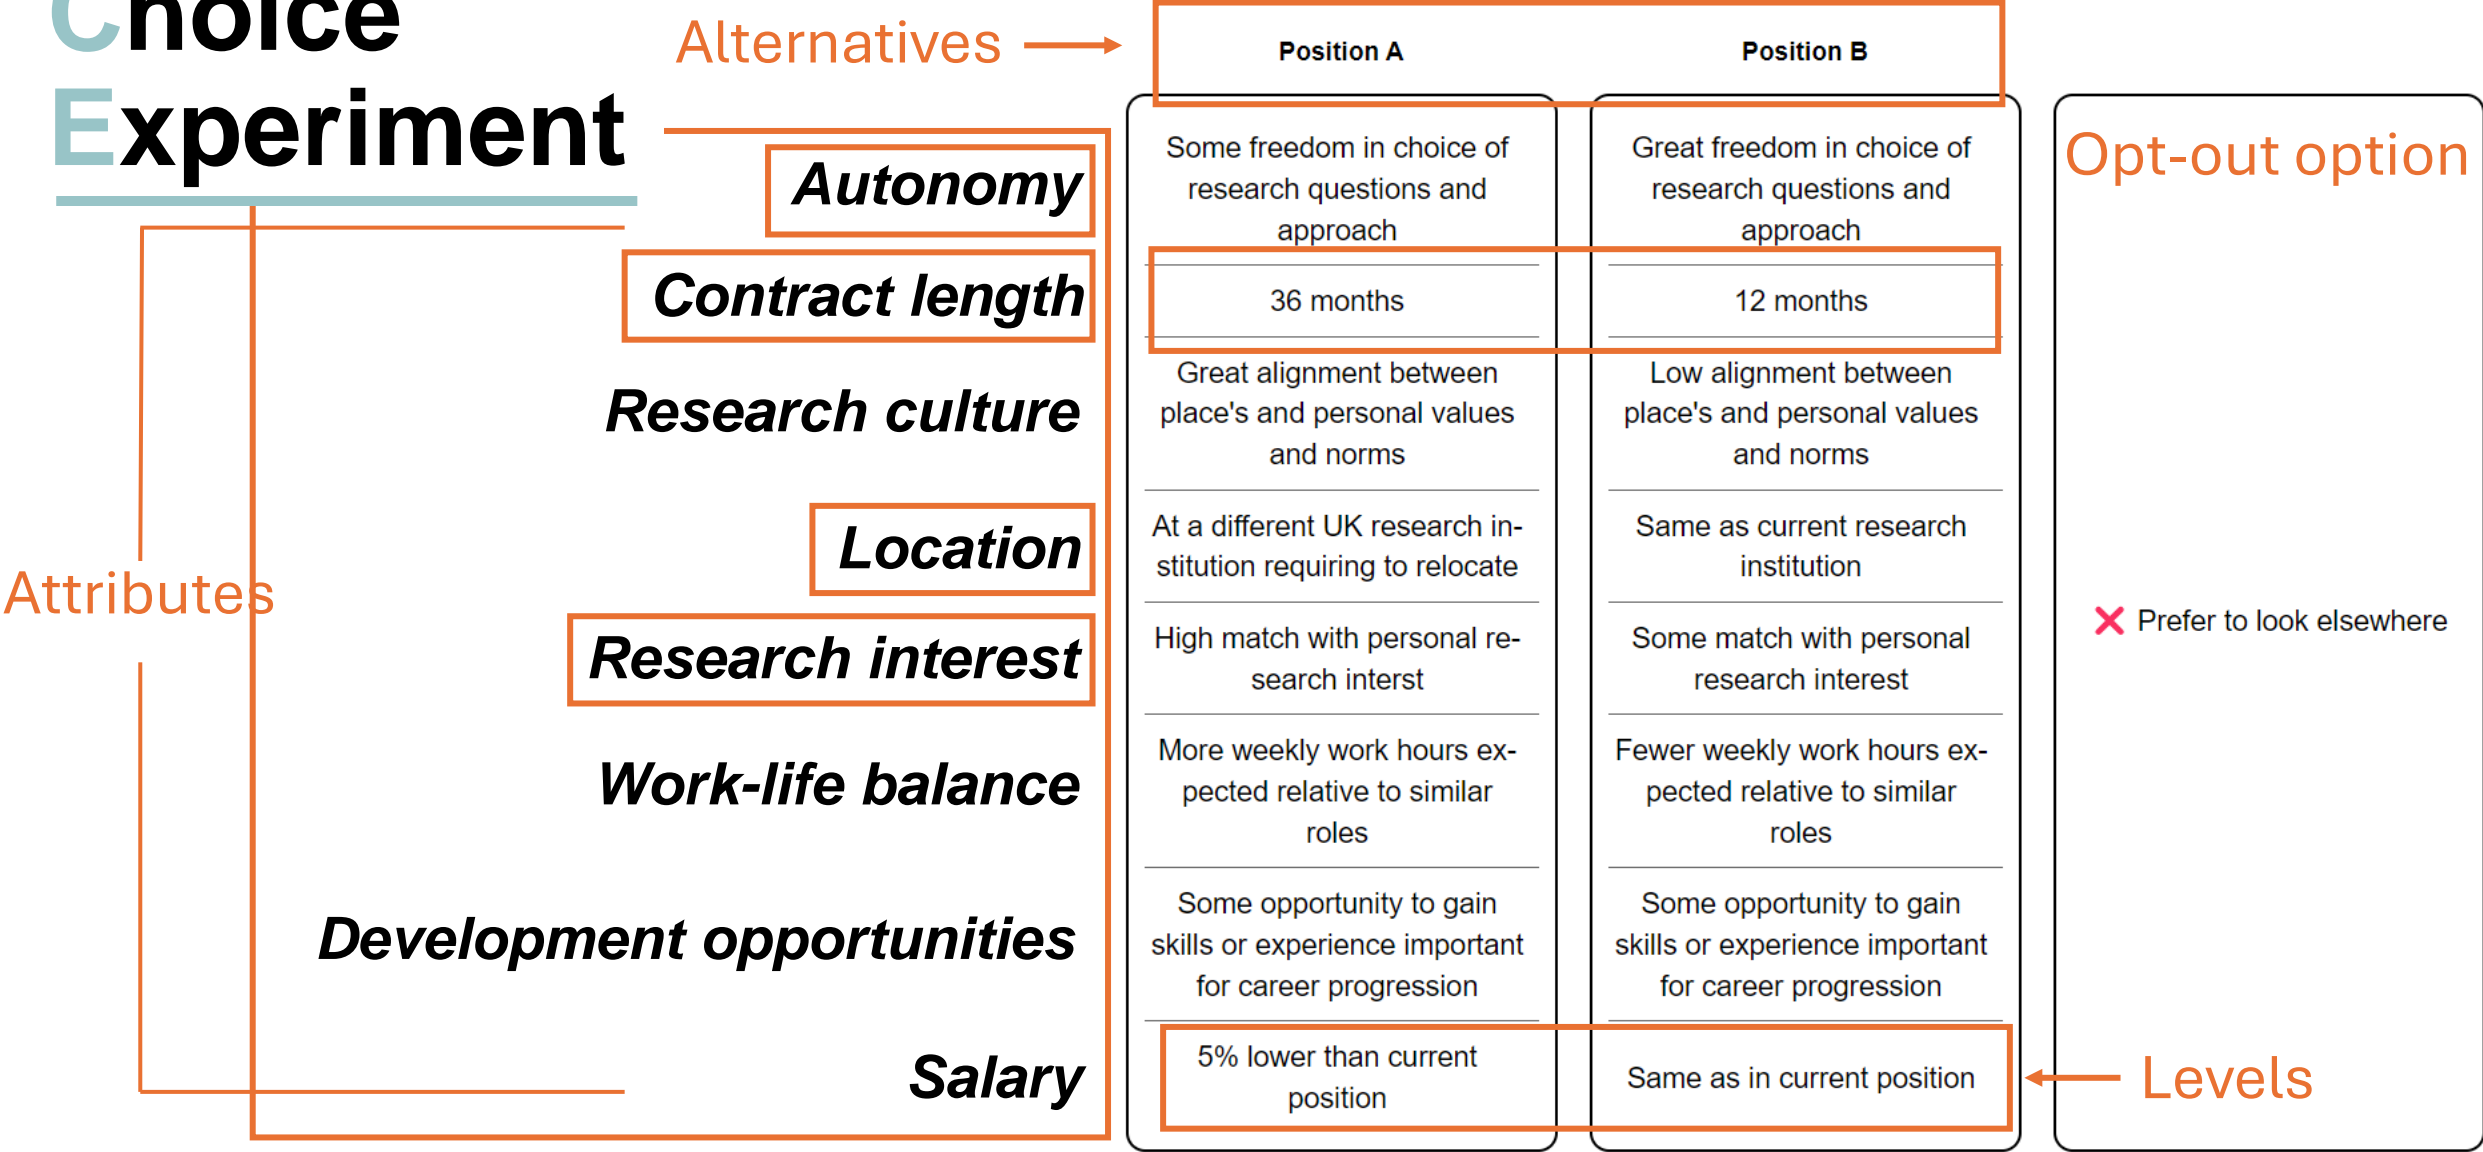 Choice
Experiment
Alternatives
Position A
Position B
Opt-out option
Attributes
Autonomy
Some freedom in choice of
research questions and
approach
Great freedom in choice of
research questions and
approach
Contract length
36 months
12 months
Research culture
Great alignment between
place's and personal values
and norms
Low alignment between
place's and personal values
and norms
Location
At a different UK research in-
stitution requiring to relocate
Same as current research
institution
Research interest
High match with personal re-
search interst
Some match with personal
research interest
Work-life balance
More weekly work hours ex-
pected relative to similar
roles
Fewer weekly work hours ex-
pected relative to similar
roles
Development opportunities
Some opportunity to gain
skills or experience important
for career progression
Some opportunity to gain
skills or experience important
for career progression
Salary
5% lower than current
position
Same as in current position
Levels
❌ Prefer to look elsewhere